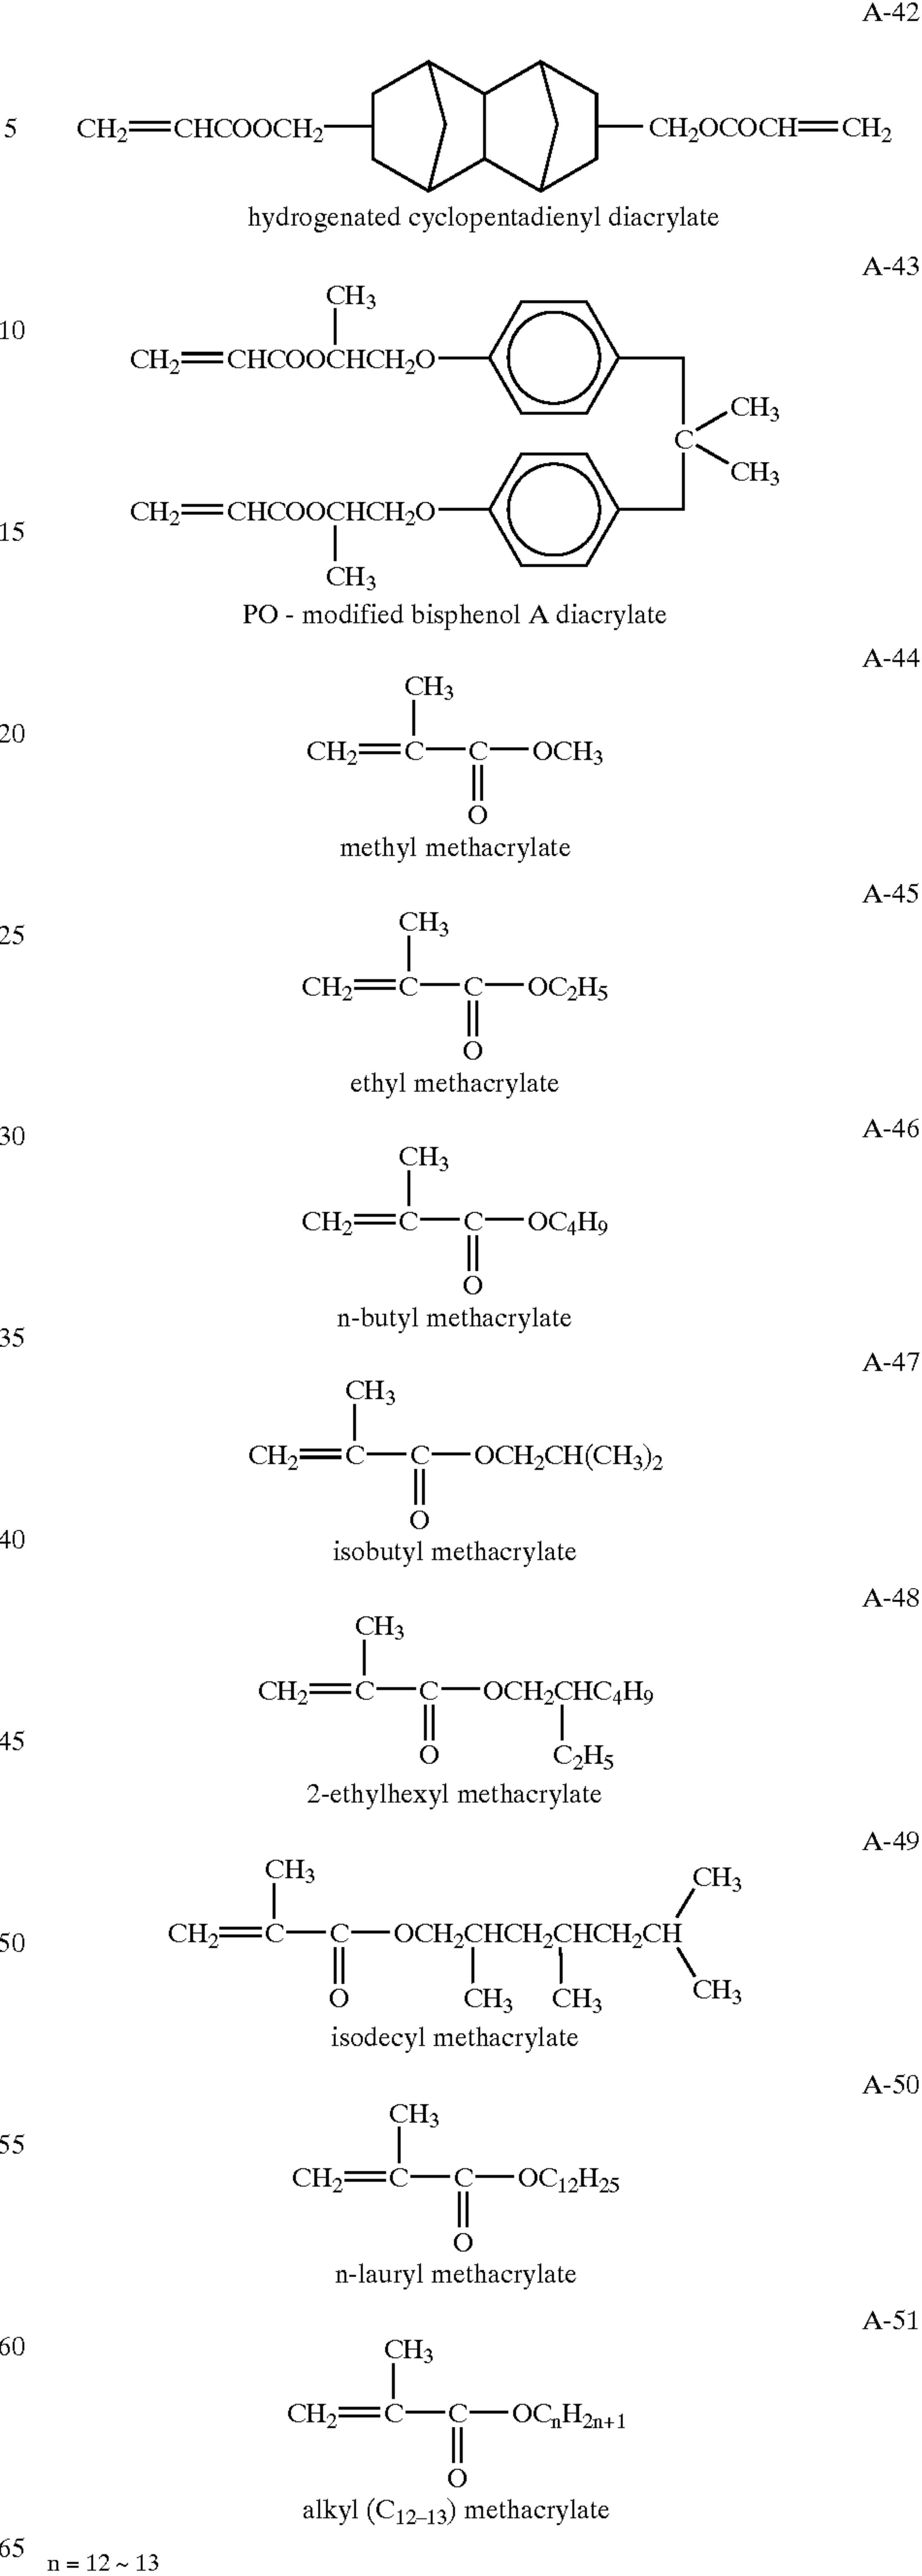 A-42
5 CH2=CHCOOCH2 CH2OCOCH=CH2
hydrogenated cyclopentadienyl diacrylate
A-43
CH3
10
CH2=CHCOOCHCH2O
CH3
C
CH3
CH2=CHCOOCHCH2O
15
CH3
PO - modified bisphenol A diacrylate
A-44
CH3
20
CH2=C-C-OCH3
O
methyl methacrylate
A-45
CH3
25
CH2=C-C-OC2H5
O
ethyl methacrylate
A-46
30
CH3
CH2=C-C-OC4H9
O
n-butyl methacrylate
35
A-47
CH3
CH2=C-C-OCH2CH(CH3)2
O
40
isobutyl methacrylate
A-48
CH3
CH2=C-C-OCH2CHC4H9
45
O C2H5
2-ethylhexyl methacrylate
A-49
CH3 CH3
CH2=C-C-OCH2CHCH2CHCH2CH
50
O CH3 CH3 CH3
isodecyl methacrylate
A-50
CH3
55
CH2=C-C-OC12H25
O
n-lauryl methacrylate
A-51
60
CH3
CH2=C-C-OCnH2n+1
O
alkyl (C12–13) methacrylate
65
n = 12 ~ 13